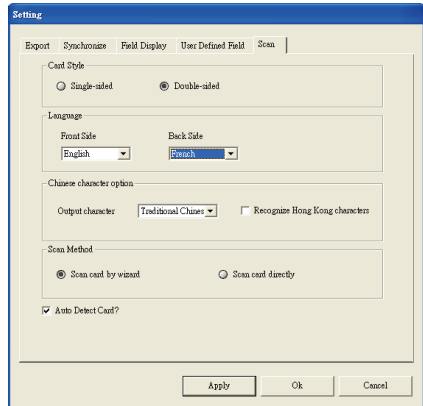 Setting
Export Synchronize Field Display User Defined Field Scan
Card Style
Single-sided Double-sided
Language
Front Side Back Side
English French
Chinese character option
Output character Traditional Chines Recognize Hong Kong characters
Scan Method
Scan card by wizard Scan card directly
Auto Detect Card?
Apply Ok Cancel